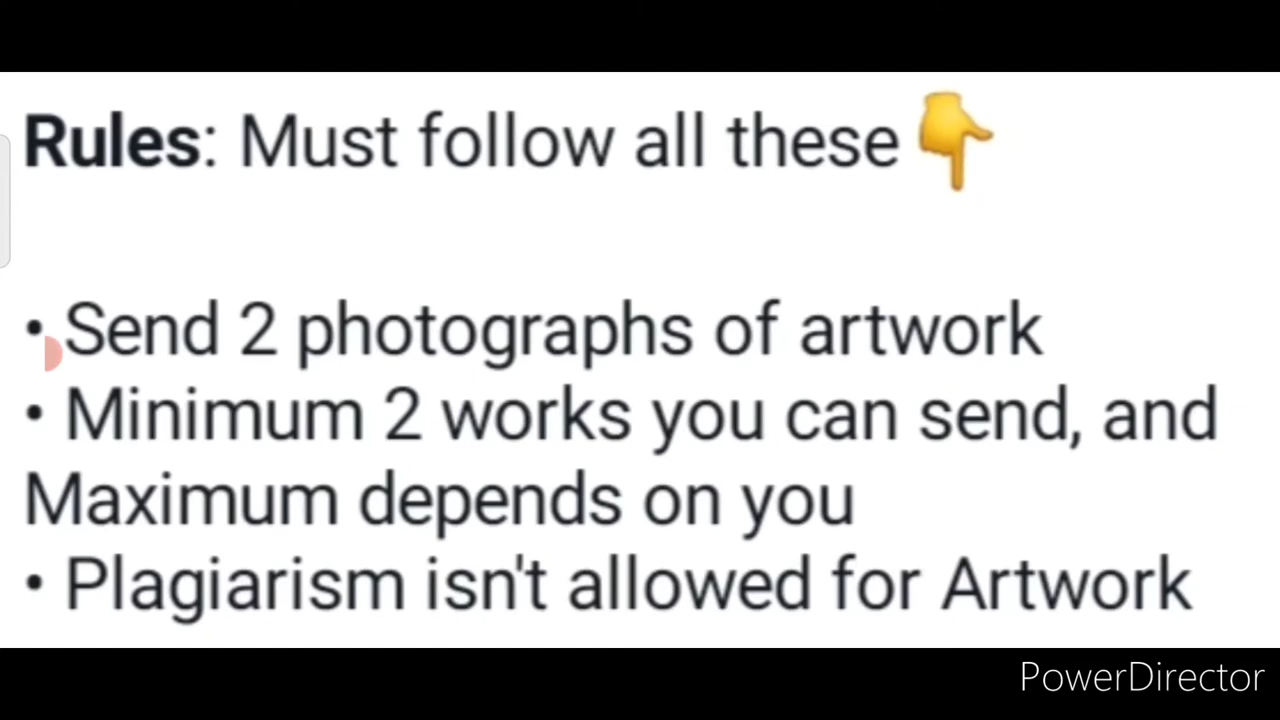 Rules: Must follow all these👇
• Send 2 photographs of artwork
• Minimum 2 works you can send, and
Maximum depends on you
• Plagiarism isn't allowed for Artwork
PowerDirector